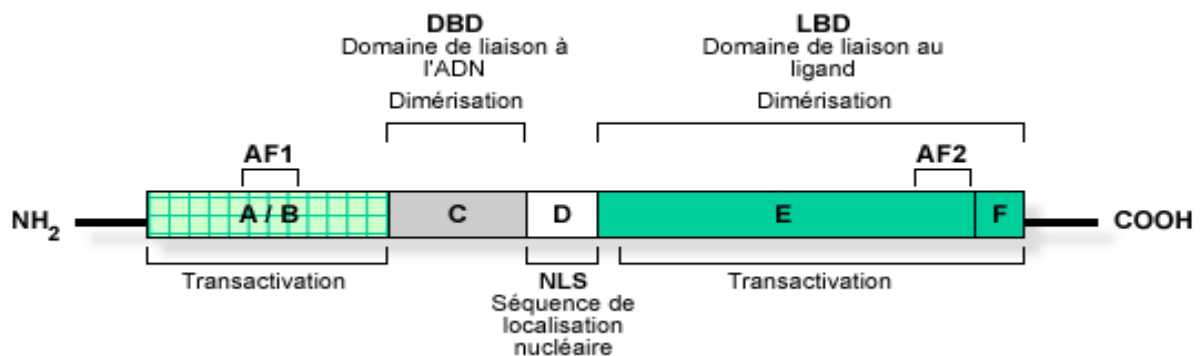 DBD
Domaine de liaison à
l'ADN
Dimérisation
LBD
Domaine de liaison au
ligand
Dimérisation
AF1
AF2
NH2
A / B
C
D
E
F
COOH
Transactivation
NLS
Séquence de
localisation
nucléaire
Transactivation